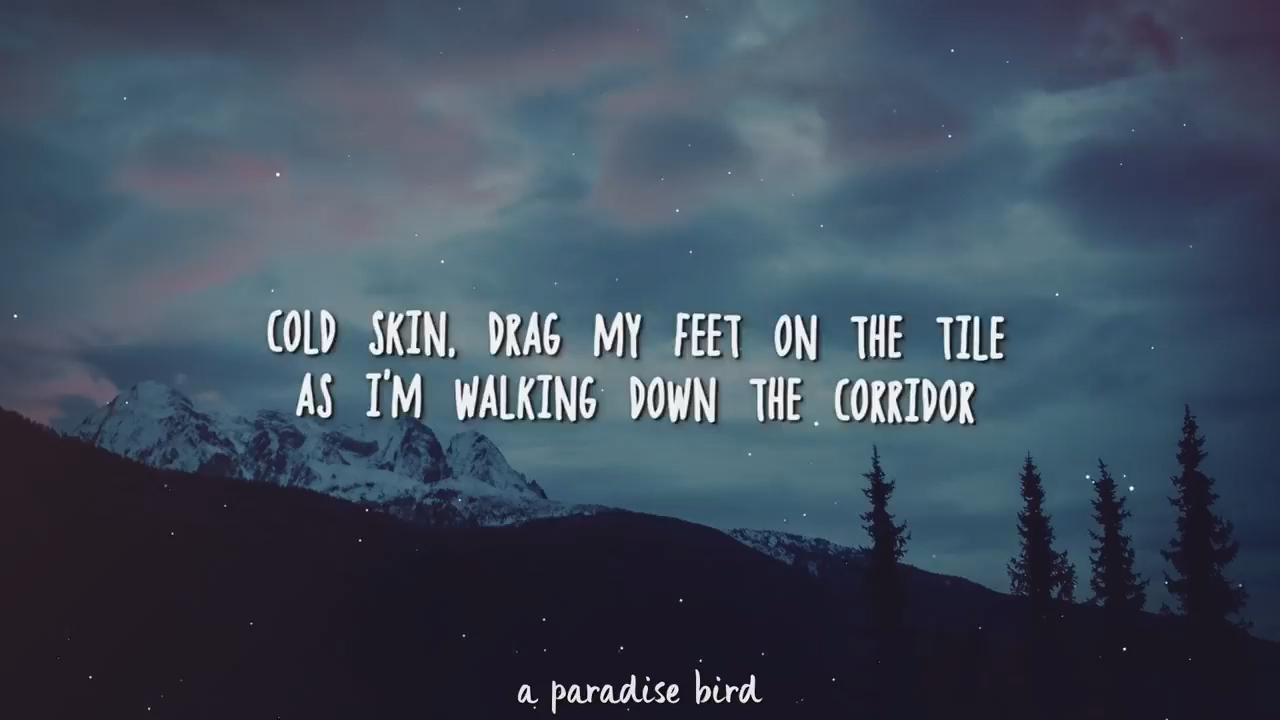 COLD SKIN, DRAG MY FEET ON THE TILE
AS I'M WALKING DOWN THE CORRIDOR
a paradise bird